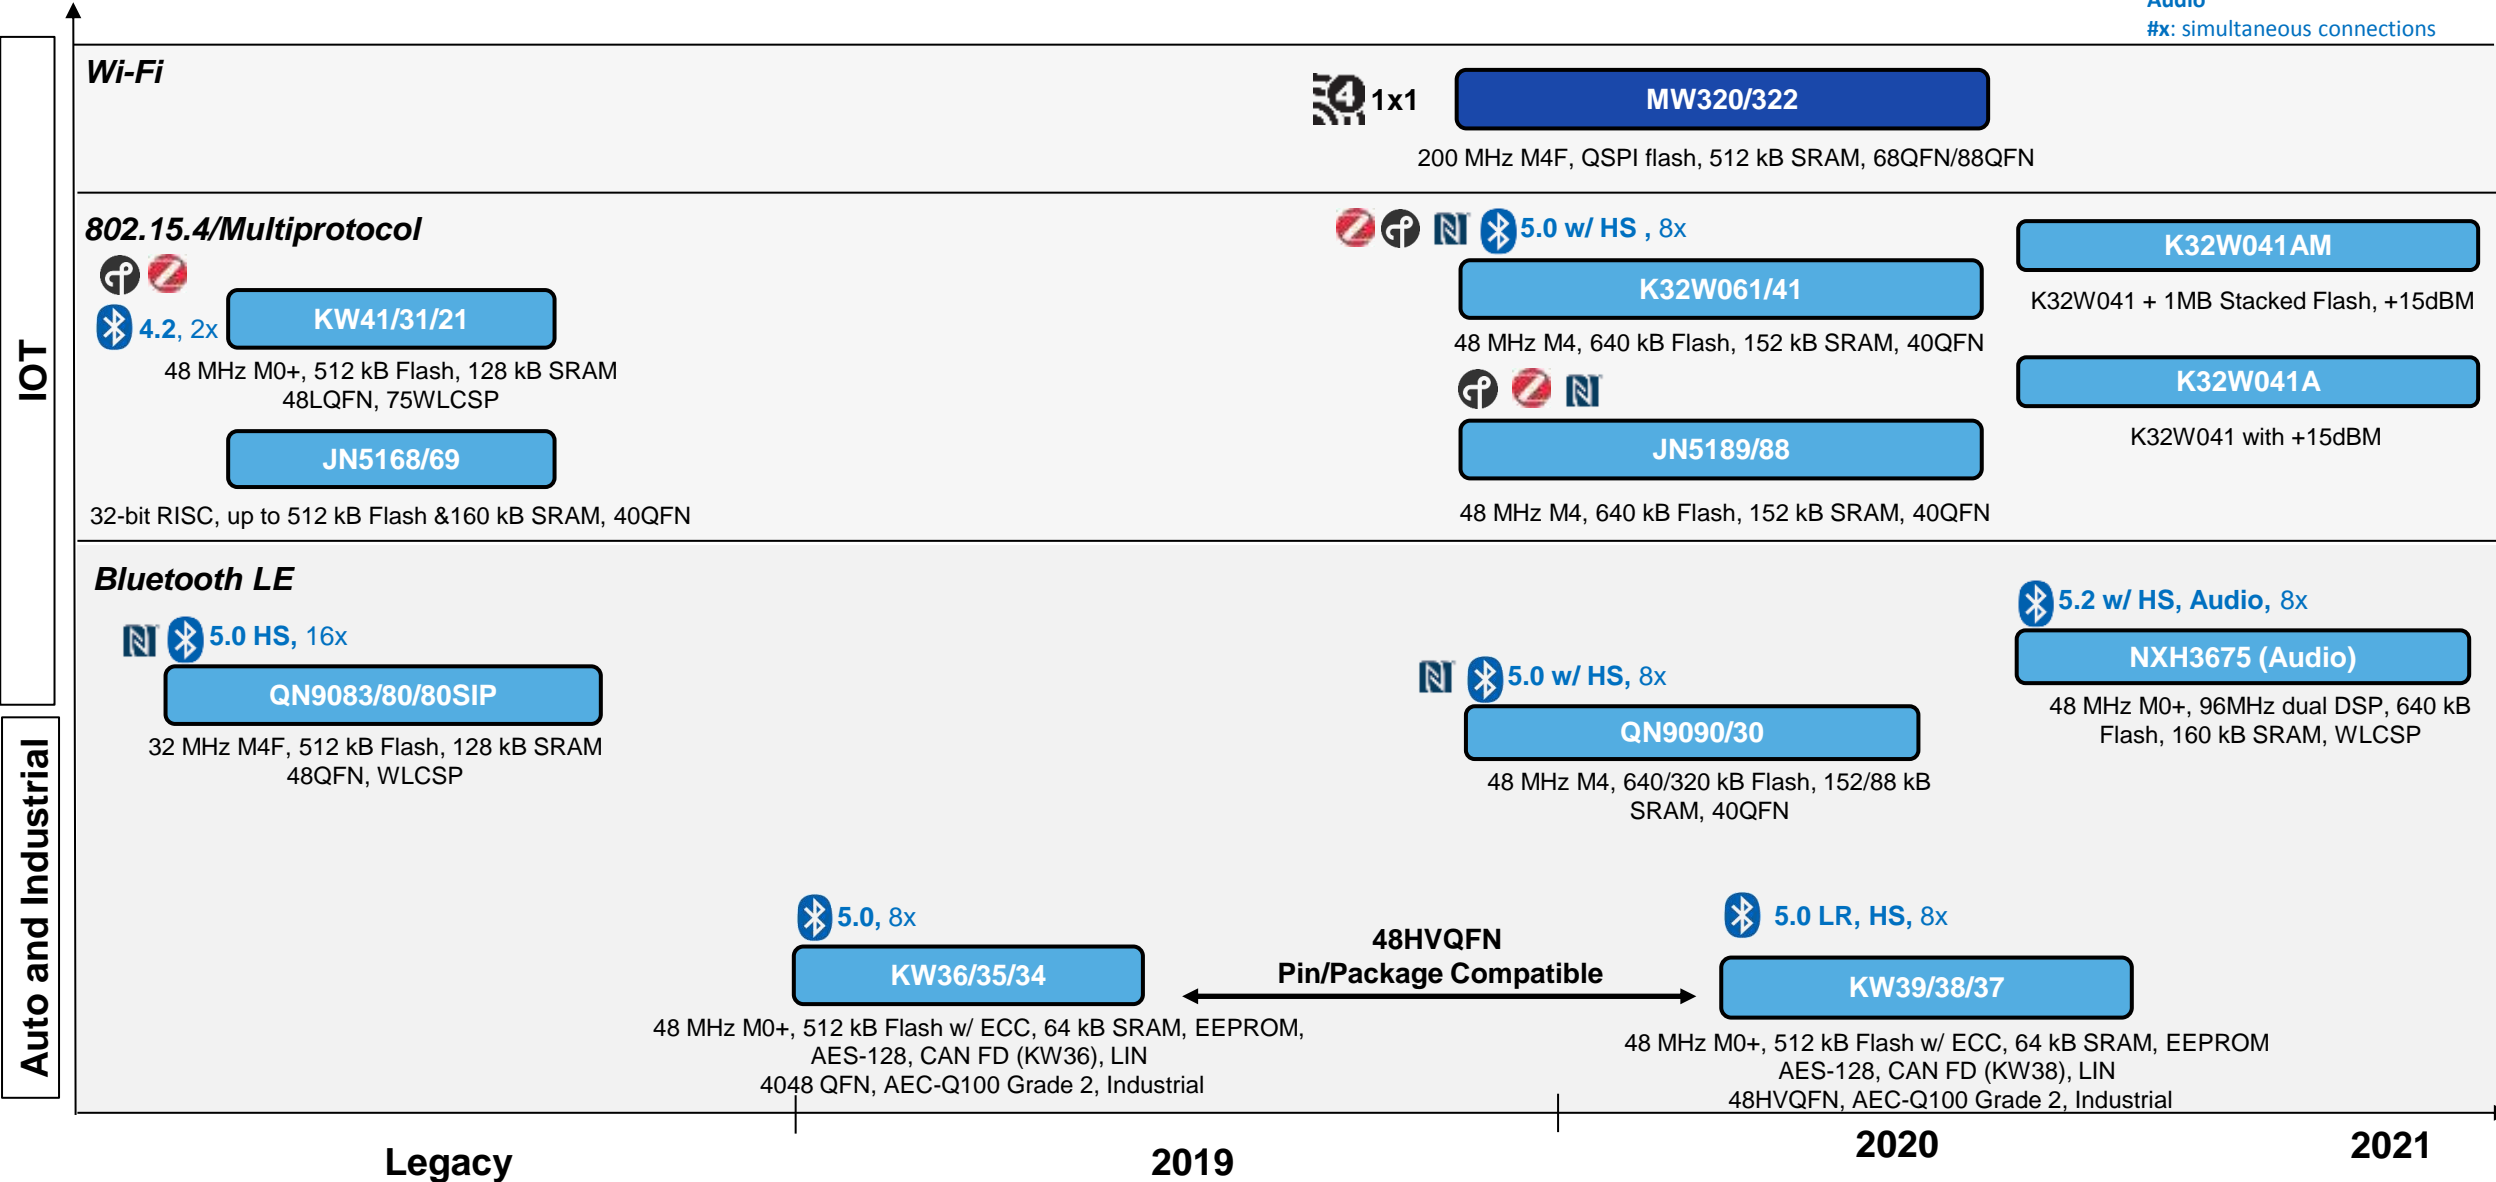 Audio
#x: simultaneous connections
IOT
Auto and Industrial
Wi-Fi
4 1x1
MW320/322
200 MHz M4F, QSPI flash, 512 kB SRAM, 68QFN/88QFN
802.15.4/Multiprotocol
4.2, 2x
KW41/31/21
48 MHz M0+, 512 kB Flash, 128 kB SRAM
48LQFN, 75WLCSP
JN5168/69
32-bit RISC, up to 512 kB Flash &160 kB SRAM, 40QFN
5.0 w/ HS , 8x
K32W061/41
48 MHz M4, 640 kB Flash, 152 kB SRAM, 40QFN
JN5189/88
48 MHz M4, 640 kB Flash, 152 kB SRAM, 40QFN
K32W041AM
K32W041 + 1MB Stacked Flash, +15dBM
K32W041A
K32W041 with +15dBM
Bluetooth LE
5.0 HS, 16x
QN9083/80/80SIP
32 MHz M4F, 512 kB Flash, 128 kB SRAM
48QFN, WLCSP
5.0 w/ HS, 8x
QN9090/30
48 MHz M4, 640/320 kB Flash, 152/88 kB
SRAM, 40QFN
5.2 w/ HS, Audio, 8x
NXH3675 (Audio)
48 MHz M0+, 96MHz dual DSP, 640 kB
Flash, 160 kB SRAM, WLCSP
5.0, 8x
KW36/35/34
48 MHz M0+, 512 kB Flash w/ ECC, 64 kB SRAM, EEPROM,
AES-128, CAN FD (KW36), LIN
4048 QFN, AEC-Q100 Grade 2, Industrial
48HVQFN
Pin/Package Compatible
5.0 LR, HS, 8x
KW39/38/37
48 MHz M0+, 512 kB Flash w/ ECC, 64 kB SRAM, EEPROM
AES-128, CAN FD (KW38), LIN
48HVQFN, AEC-Q100 Grade 2, Industrial
Legacy
2019
2020
2021